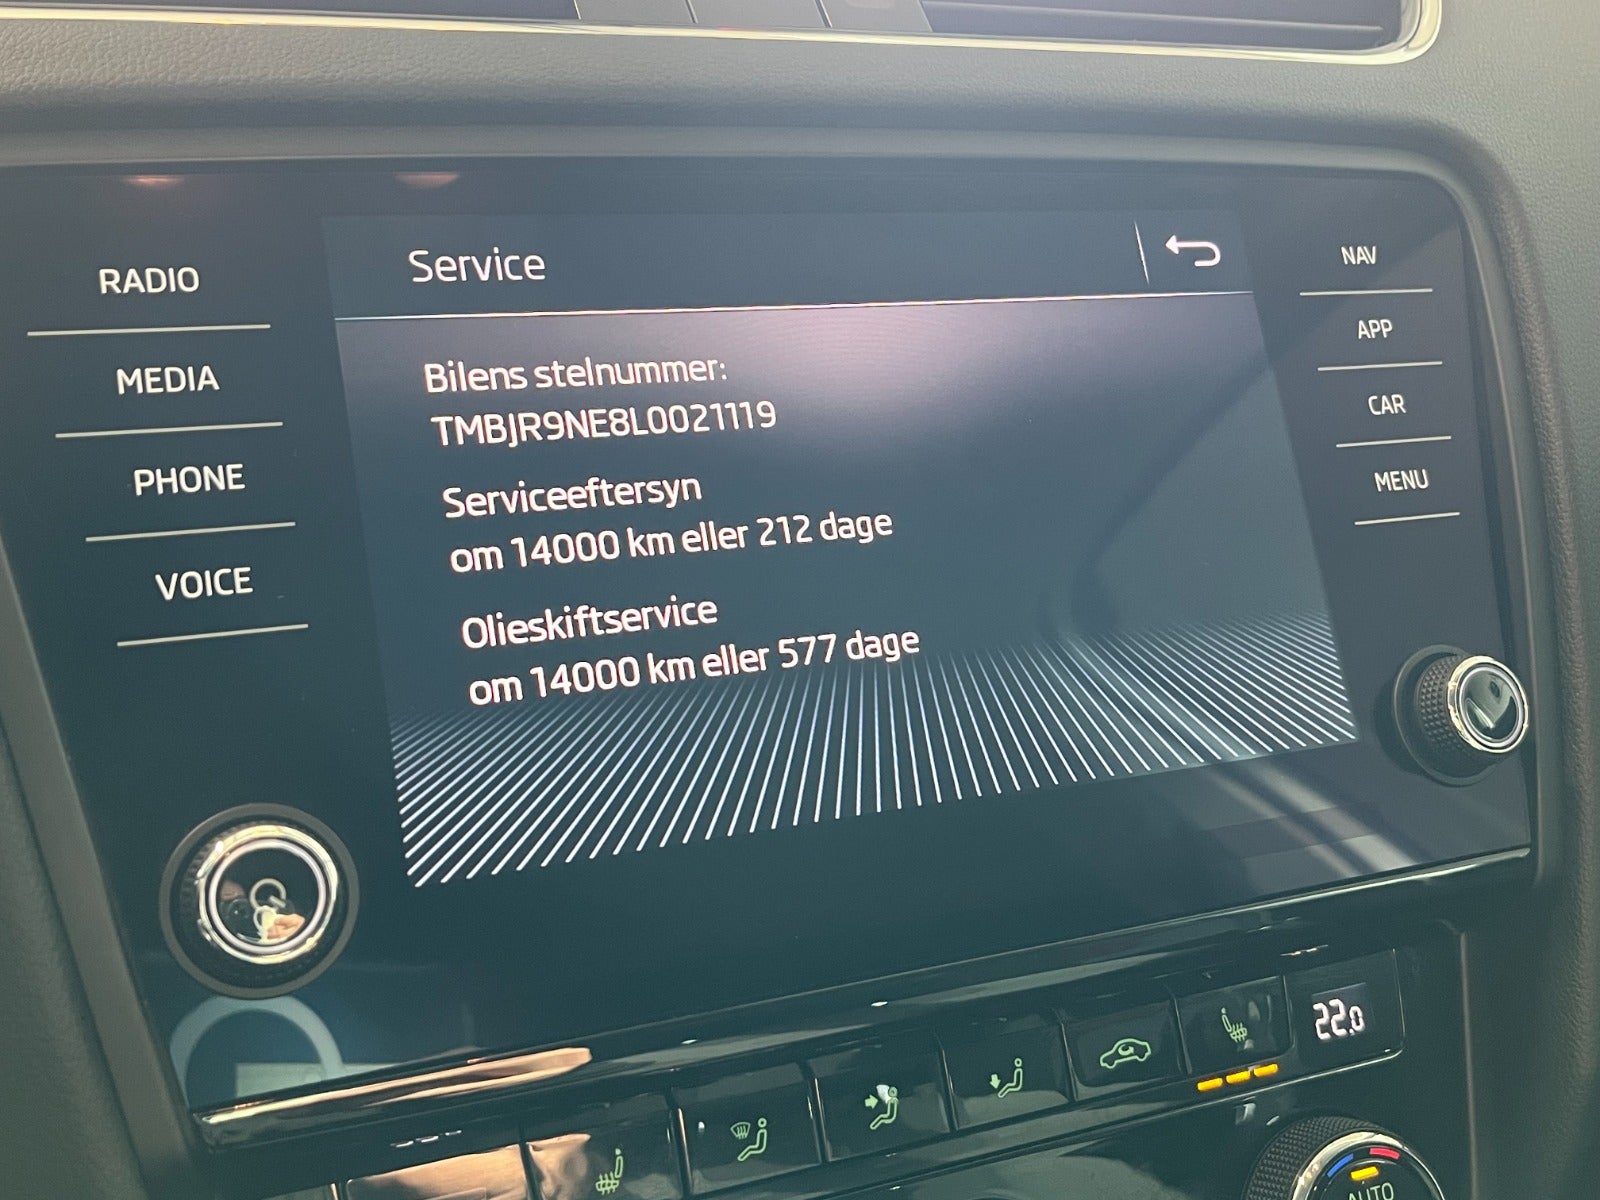 Service
RADIO
MEDIA
PHONE
VOICE
Bilens stelnummer:
TMBJR9NE8L0021119
Serviceeftersyn
om 14000 km eller 212 dage
Olieskiftservice
om 14000 km eller 577 dage
NAV
APP
CAR
MENU
22.0
AUTO